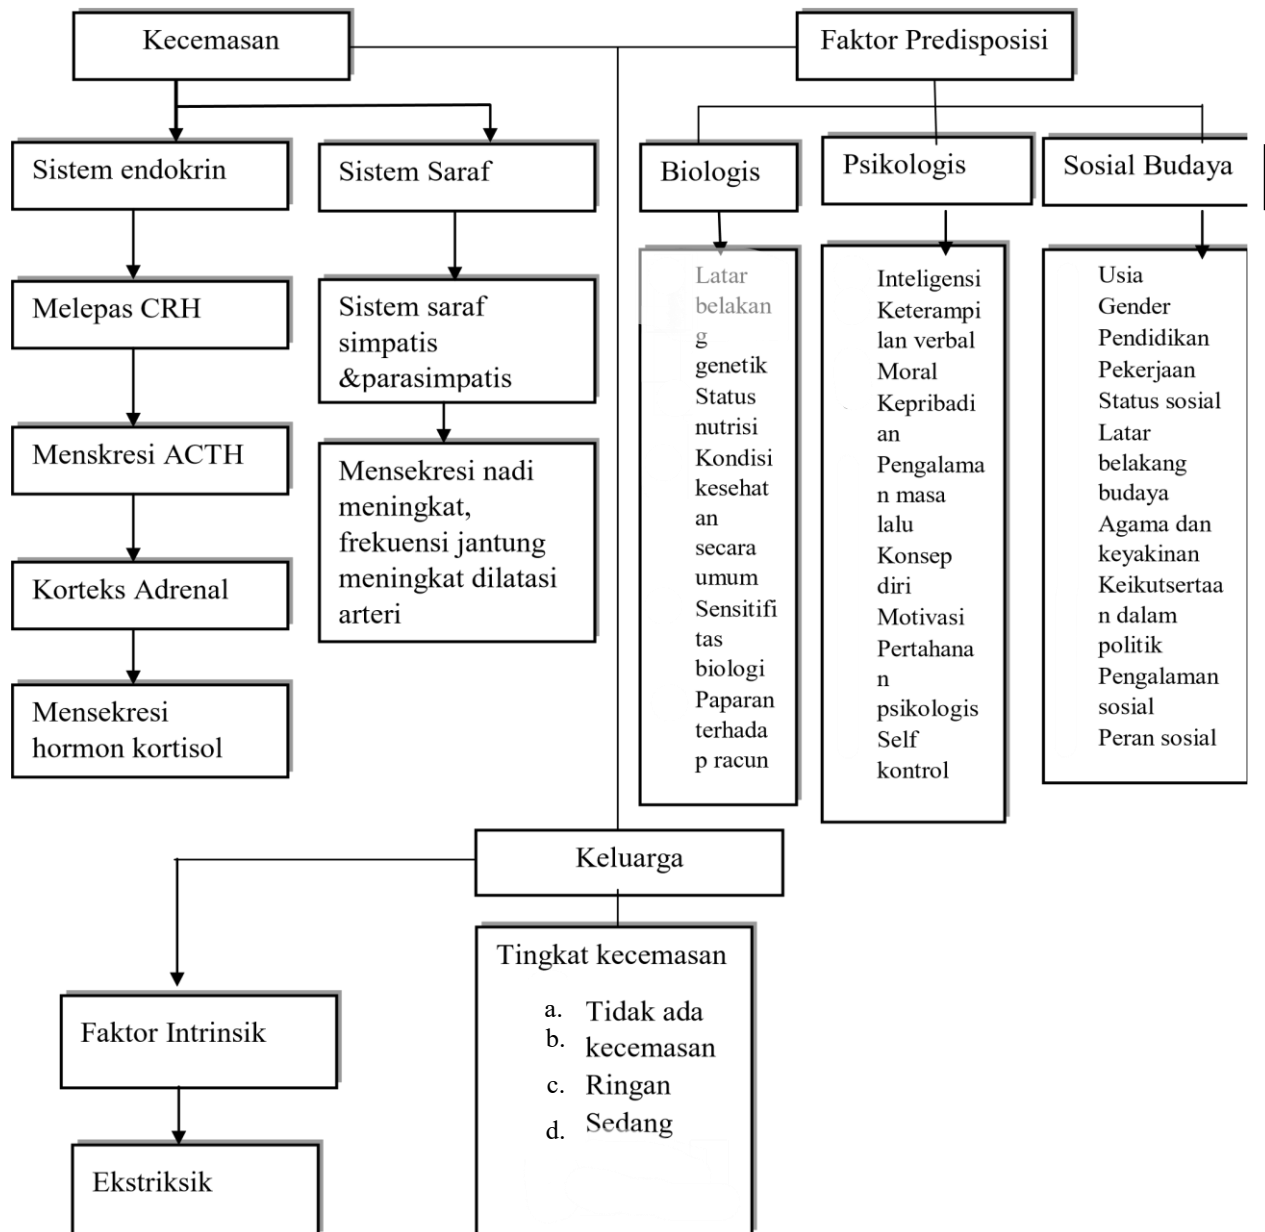 Kecemasan
Faktor Predisposisi
Sistem endokrin
Sistem Saraf
Biologis
Psikologis
Sosial Budaya
Melepas CRH
Menskresi ACTH
Korteks Adrenal
Mensekresi
hormon kortisol
Sistem saraf
simpatis
&parasimpatis
Mensekresi nadi
meningkat,
frekuensi jantung
meningkat dilatasi
arteri
Latar
belakan
g
genetik
Status
nutrisi
Kondisi
kesehat
an
secara
umum
Sensitifi
tas
biologi
Paparan
terhada
p racun
Inteligensi
Keterampi
lan verbal
Moral
Kepribadi
an
Pengalama
n masa
lalu
Konsep
diri
Motivasi
Pertahana
n
psikologis
Self
kontrol
Usia
Gender
Pendidikan
Pekerjaan
Status sosial
Latar
belakang
budaya
Agama dan
keyakinan
Keikutsertaa
n dalam
politik
Pengalaman
sosial
Peran sosial
Keluarga
Tingkat kecemasan
a. Tidak ada
b. kecemasan
c. Ringan
d. Sedang
Faktor Intrinsik
Ekstriksik